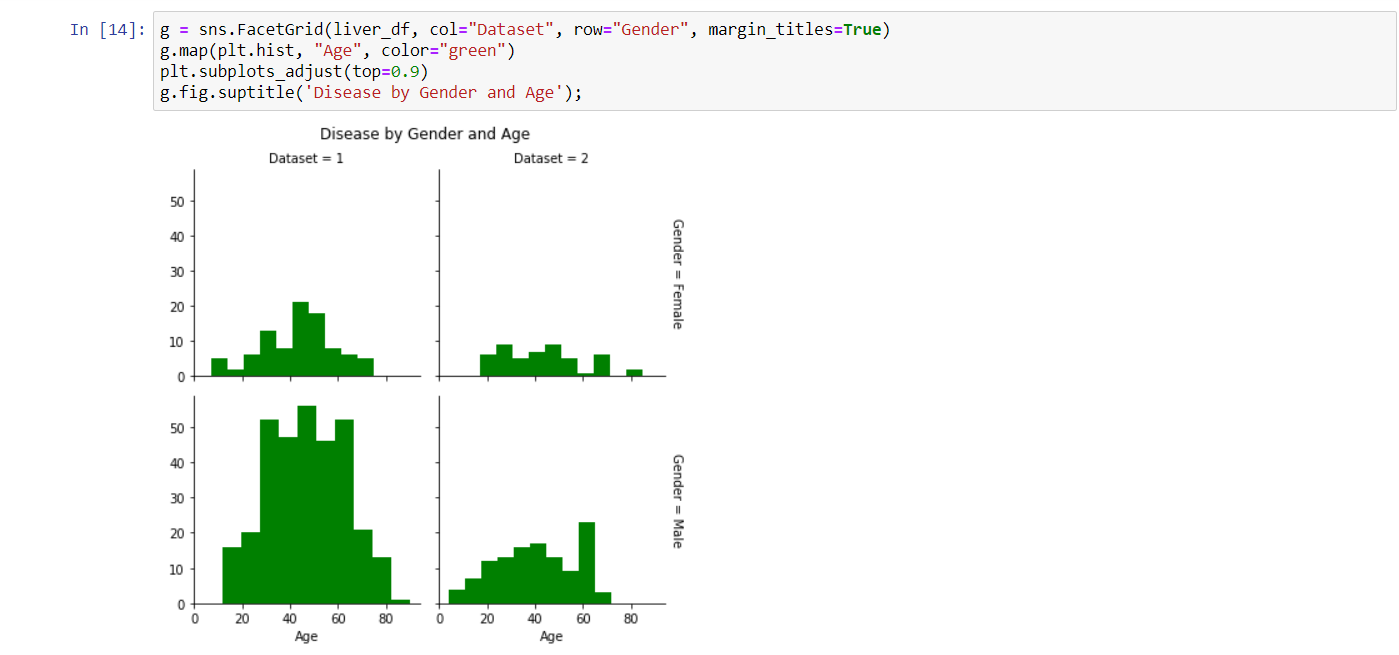 In [14]: g = sns.FacetGrid(liver_df, col="Dataset", row="Gender", margin_titles=True)
g.map(plt.hist, "Age", color="green")
plt.subplots_adjust(top=0.9)
g.fig.suptitle('Disease by Gender and Age');
Disease by Gender and Age
Dataset = 1 Dataset = 2
50
40
30
20
10
0
Gender = Female
50
40
30
20
10
0
Gender = Male
0 20 40 60 80 0 20 40 60 80
Age Age